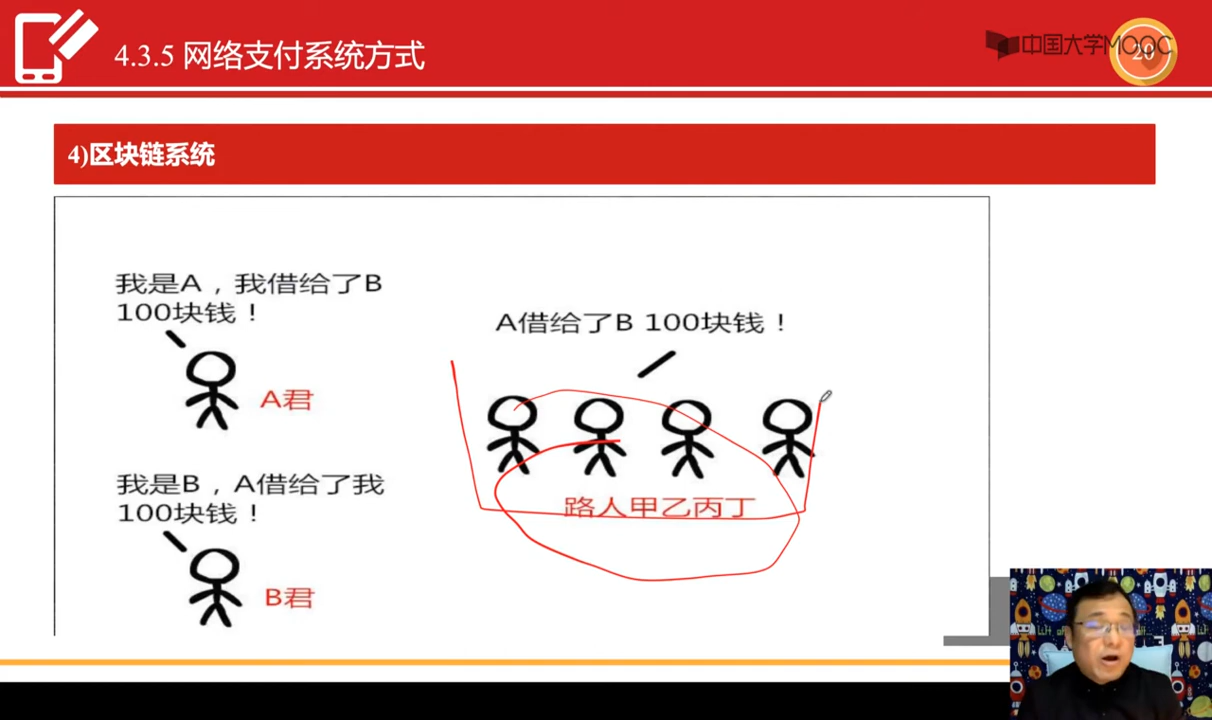 4.3.5 网络支付系统方式
中国大学MOOC
20
4)区块链系统
我是A，我借给了B
100块钱！
A君
A借给了B 100块钱！
路人甲乙丙丁
我是B，A借给了我
100块钱！
B君